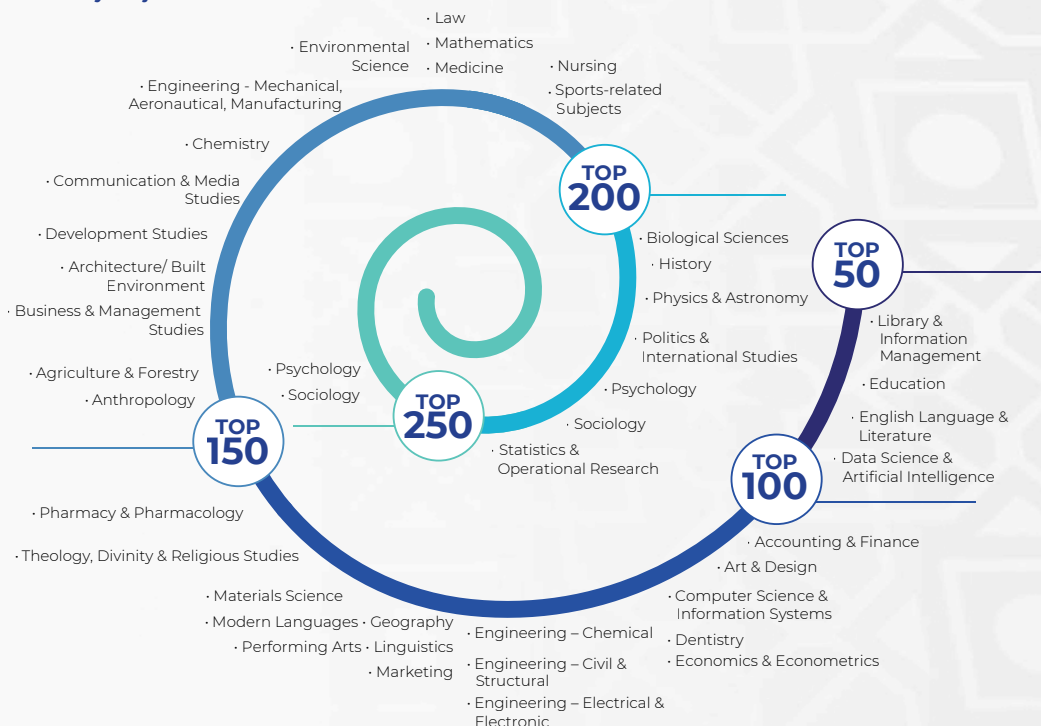 · Law
· Mathematics
· Medicine
· Environmental
Science
· Nursing
· Sports-related
Subjects
· Engineering - Mechanical,
Aeronautical, Manufacturing
· Chemistry
· Communication & Media
Studies
· Development Studies
· Architecture/ Built
Environment
· Business & Management
Studies
· Agriculture & Forestry
· Anthropology
TOP
200
· Biological Sciences
· History
· Physics & Astronomy
· Politics &
International Studies
· Psychology
· Sociology
· Statistics &
Operational Research
TOP
50
· Library &
Information
Management
· Education
· English Language &
Literature
· Data Science &
Artificial Intelligence
· Psychology
· Sociology
TOP
250
TOP
150
TOP
100
· Pharmacy & Pharmacology
· Theology, Divinity & Religious Studies
· Materials Science
· Modern Languages · Geography
· Performing Arts · Linguistics
· Marketing
· Engineering – Chemical
· Engineering – Civil &
Structural
· Engineering – Electrical &
Electronic
· Accounting & Finance
· Art & Design
· Computer Science &
Information Systems
· Dentistry
· Economics & Econometrics